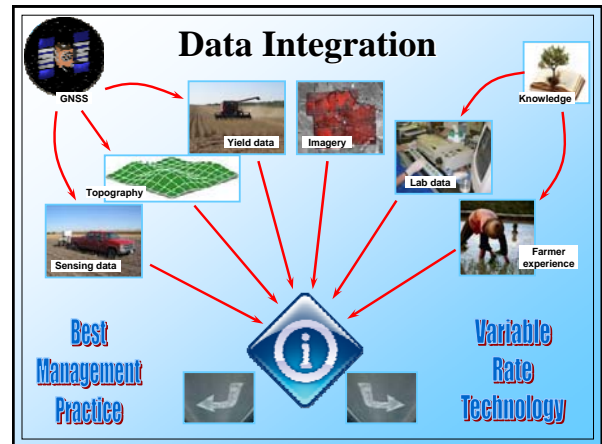 Data Integration
GNSS
Knowledge
Yield data
Imagery
Lab data
Topography
Sensing data
Farmer
experience
i
Best
Management
Practice
Variable
Rate
Technology